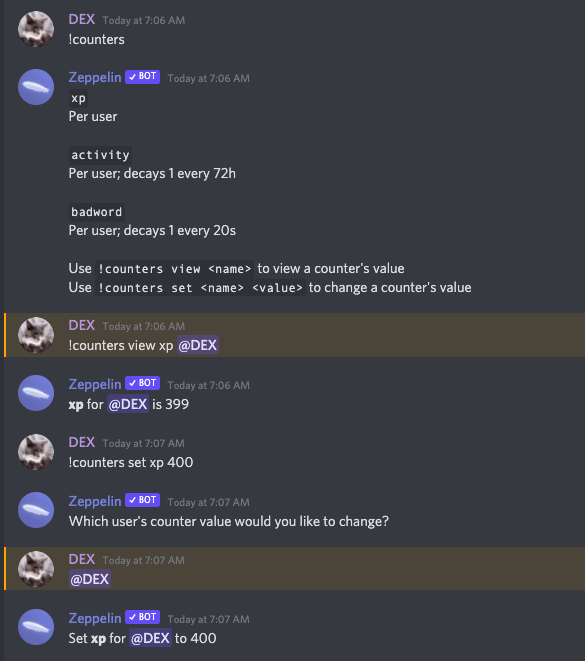 DEX Today at 7:06 AM
!counters
Zeppelin ✓ BOT Today at 7:06 AM
xp
Per user
activity
Per user; decays 1 every 72h
badword
Per user; decays 1 every 20s
Use !counters view <name> to view a counter's value
Use !counters set <name> <value> to change a counter's value
DEX Today at 7:06 AM
!counters view xp @DEX
Zeppelin ✓ BOT Today at 7:06 AM
xp for @DEX is 399
DEX Today at 7:07 AM
!counters set xp 400
Zeppelin ✓ BOT Today at 7:07 AM
Which user's counter value would you like to change?
DEX Today at 7:07 AM
@DEX
Zeppelin ✓ BOT Today at 7:07 AM
Set xp for @DEX to 400